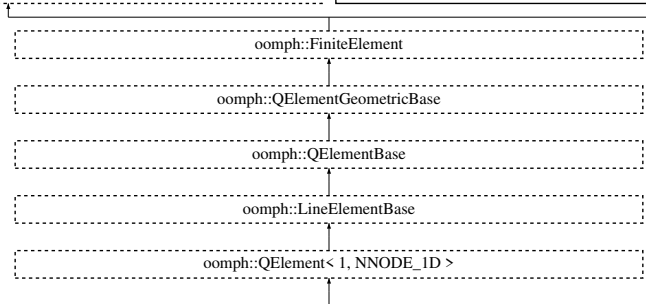 oomph::FiniteElement
oomph::QElementGeometricBase
oomph::QElementBase
oomph::LineElementBase
oomph::QElement< 1, NNODE_1D >